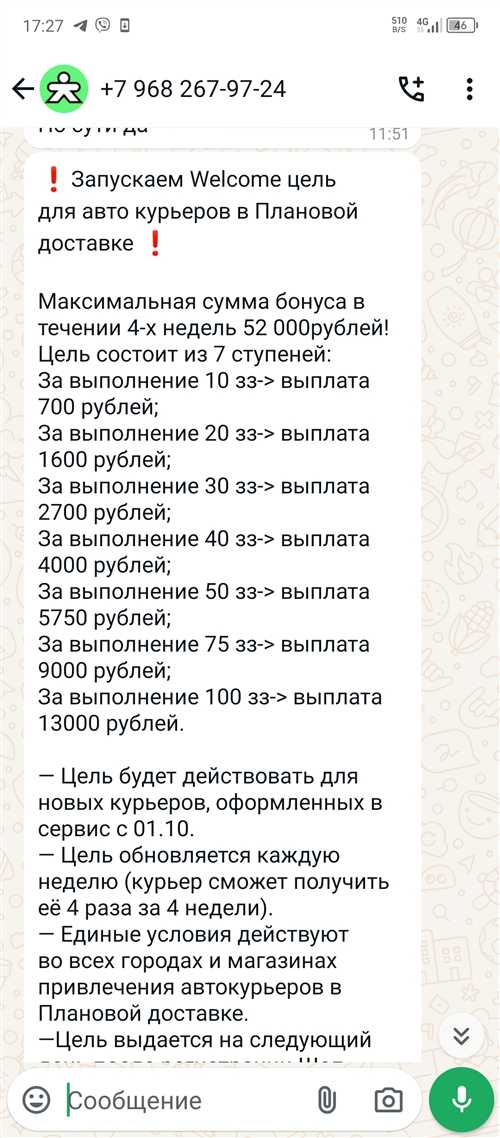 17:27
510 B/S
4G
46
+7 968 267-97-24
По сути да
11:51
❗ Запускаем Welcome цель
для авто курьеров в Плановой
доставке ❗
Максимальная сумма бонуса в
течении 4-х недель 52 000рублей!
Цель состоит из 7 ступеней:
За выполнение 10 зз-> выплата
700 рублей;
За выполнение 20 зз-> выплата
1600 рублей;
За выполнение 30 зз-> выплата
2700 рублей;
За выполнение 40 зз-> выплата
4000 рублей;
За выполнение 50 зз-> выплата
5750 рублей;
За выполнение 75 зз-> выплата
9000 рублей;
За выполнение 100 зз-> выплата
13000 рублей.
— Цель будет действовать для
новых курьеров, оформленных в
сервис с 01.10.
— Цель обновляется каждую
неделю (курьер сможет получить
её 4 раза за 4 недели).
— Единые условия действуют
во всех городах и магазинах
привлечения автокурьеров в
Плановой доставке.
—Цель выдается на следующий
Сообщение